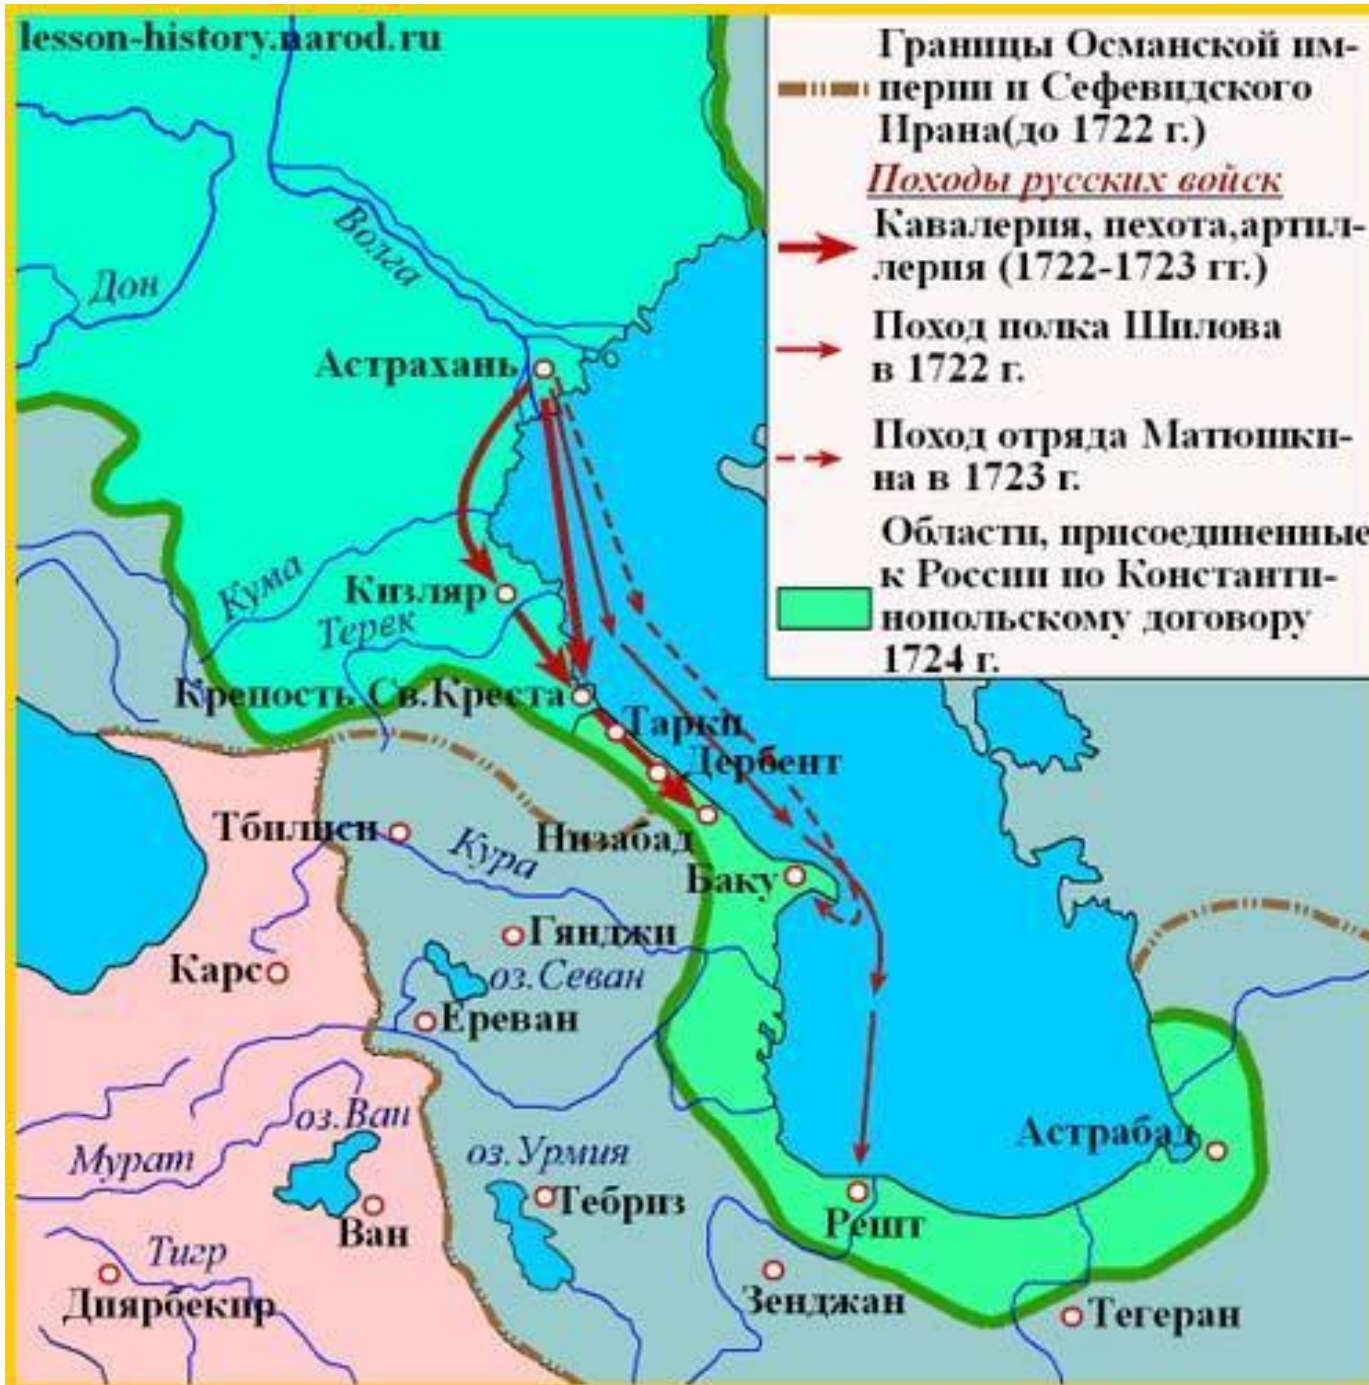 lesson-history.narod.ru
Границы Османской им-
перии и Сефевидского
Ирана(до 1722 г.)
Походы русских войск
Кавалерия, пехота,артил-
лерия (1722-1723 гг.)
Поход полка Шилова
в 1722 г.
Поход отряда Матюшки-
на в 1723 г.
Области, присоединенные
к России по Константи-
нопольскому договору
1724 г.
Волга
Дон
Астрахань
Кума
Кизляр
Терек
Крепость Св.Креста
Тарки
Дербент
Тбилиси
Кура
Низабад
Баку
Гянджи
Карс
оз.Севан
Ереван
оз.Ван
Мурат
оз.Урмия
Астрабад
Тебриз
Ван
Решт
Тигр
Диярбекир
Зенджан
Тегеран